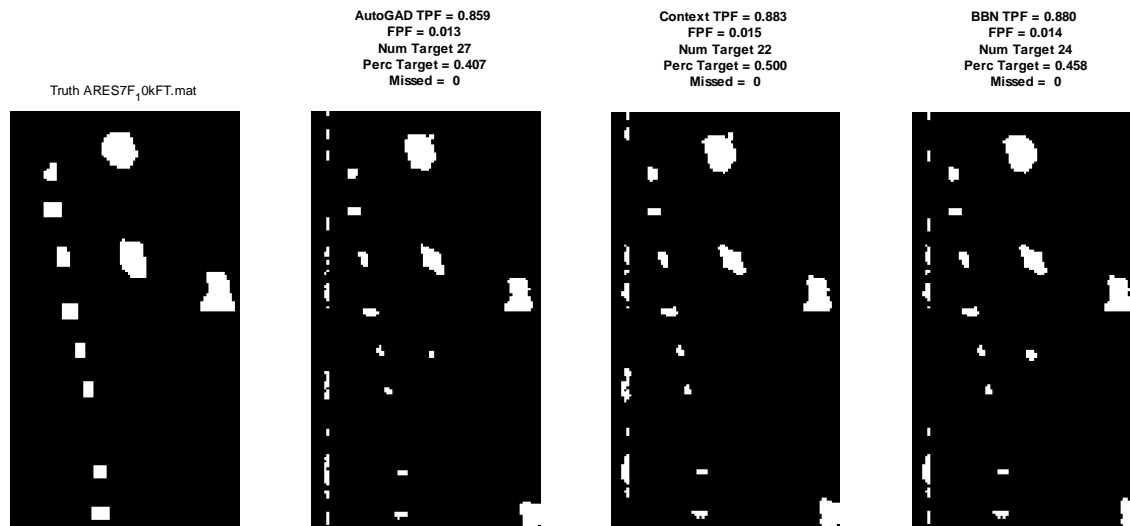 Truth ARES7F10kFT.mat
AutoGAD TPF = 0.859
FPF = 0.013
Num Target 27
Perc Target = 0.407
Missed = 0
Context TPF = 0.883
FPF = 0.015
Num Target 22
Perc Target = 0.500
Missed = 0
BBN TPF = 0.880
FPF = 0.014
Num Target 24
Perc Target = 0.458
Missed = 0